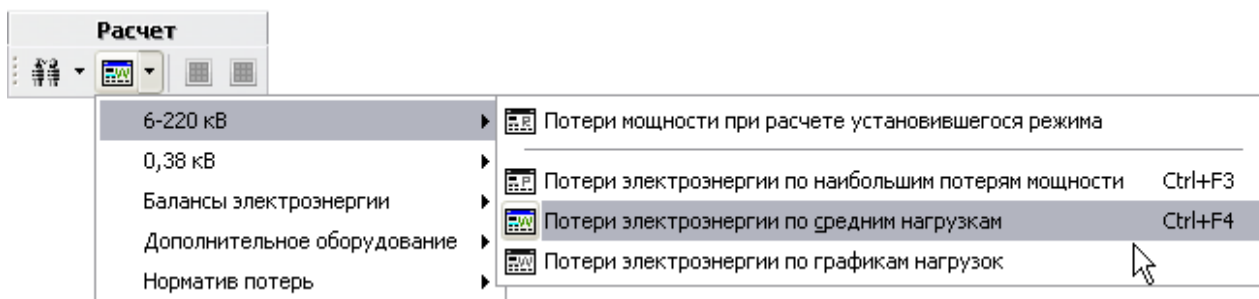 Расчет
6-220 кВ
0,38 кВ
Балансы электроэнергии
Дополнительное оборудование
Норматив потерь
Потери мощности при расчете установившегося режима
Потери электроэнергии по наибольшим потерям мощности Ctrl+F3
Потери электроэнергии по средним нагрузкам Ctrl+F4
Потери электроэнергии по графикам нагрузок